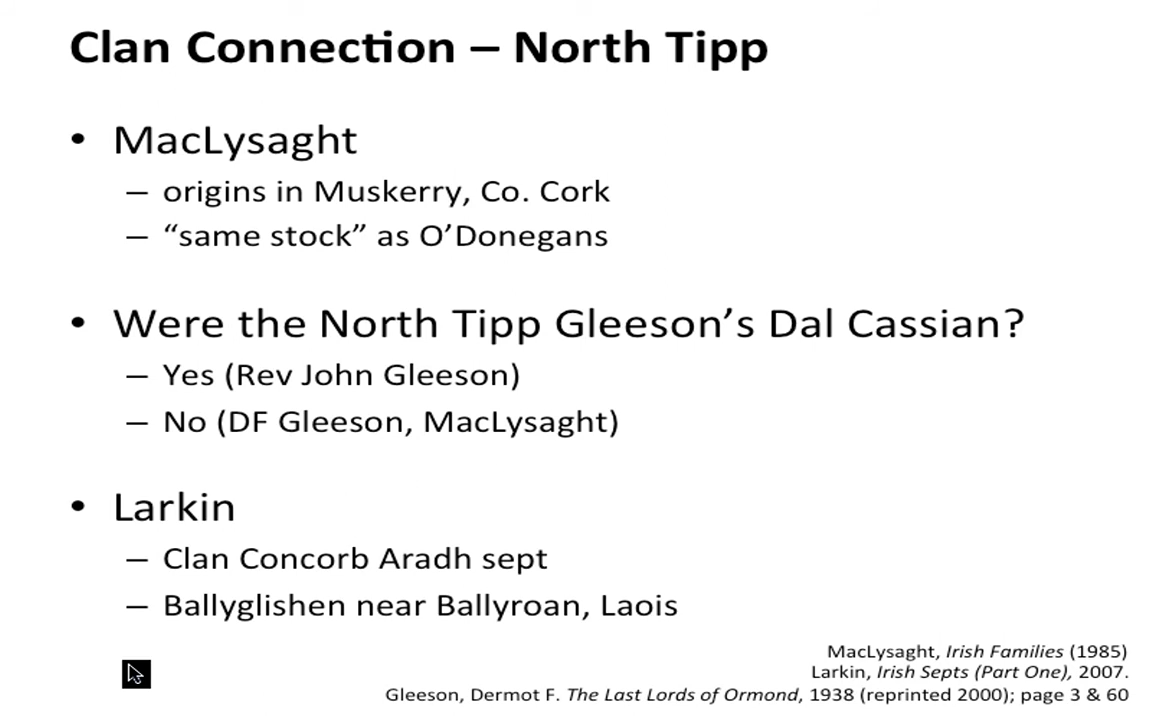 Clan Connection – North Tipp
• MacLysaght
– origins in Muskerry, Co. Cork
– “same stock” as O’Donegans
• Were the North Tipp Gleeson’s Dal Cassian?
– Yes (Rev John Gleeson)
– No (DF Gleeson, MacLysaght)
• Larkin
– Clan Concorb Aradh sept
– Ballyglishen near Ballyroan, Laois
MacLysaght, Irish Families (1985)
Larkin, Irish Septs (Part One), 2007.
Gleeson, Dermot F. The Last Lords of Ormond, 1938 (reprinted 2000); page 3 & 60